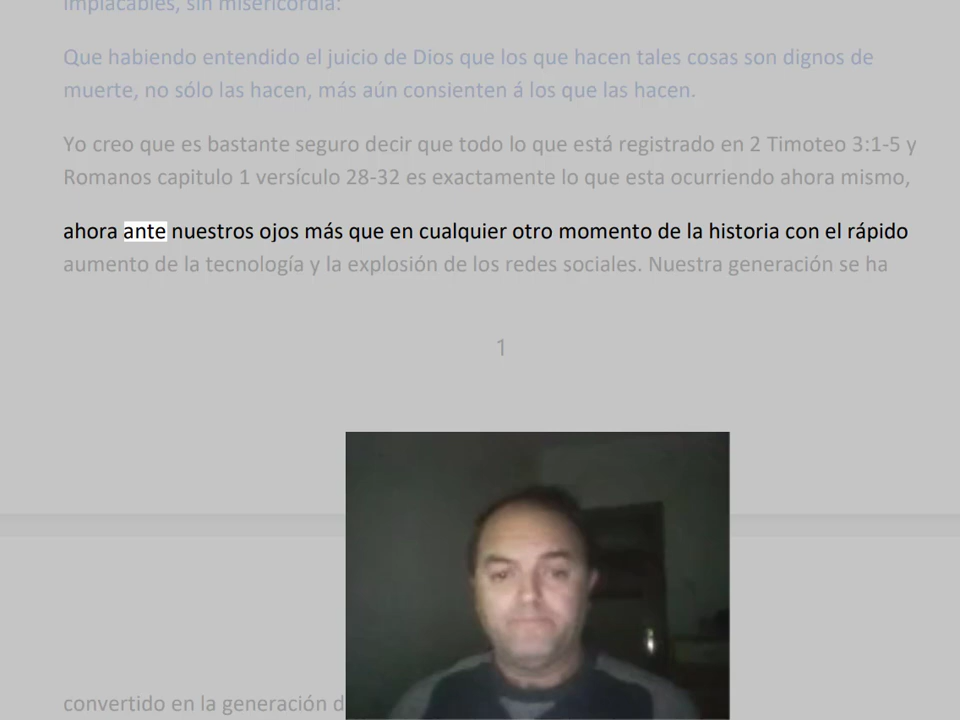 implacables, sin misericordia:
Que habiendo entendido el juicio de Dios que los que hacen tales cosas son dignos de
muerte, no sólo las hacen, más aún consienten á los que las hacen.
Yo creo que es bastante seguro decir que todo lo que está registrado en 2 Timoteo 3:1-5 y
Romanos capitulo 1 versículo 28-32 es exactamente lo que esta ocurriendo ahora mismo,
ahora ante nuestros ojos más que en cualquier otro momento de la historia con el rápido
aumento de la tecnología y la explosión de los redes sociales. Nuestra generación se ha
1
convertido en la generación d